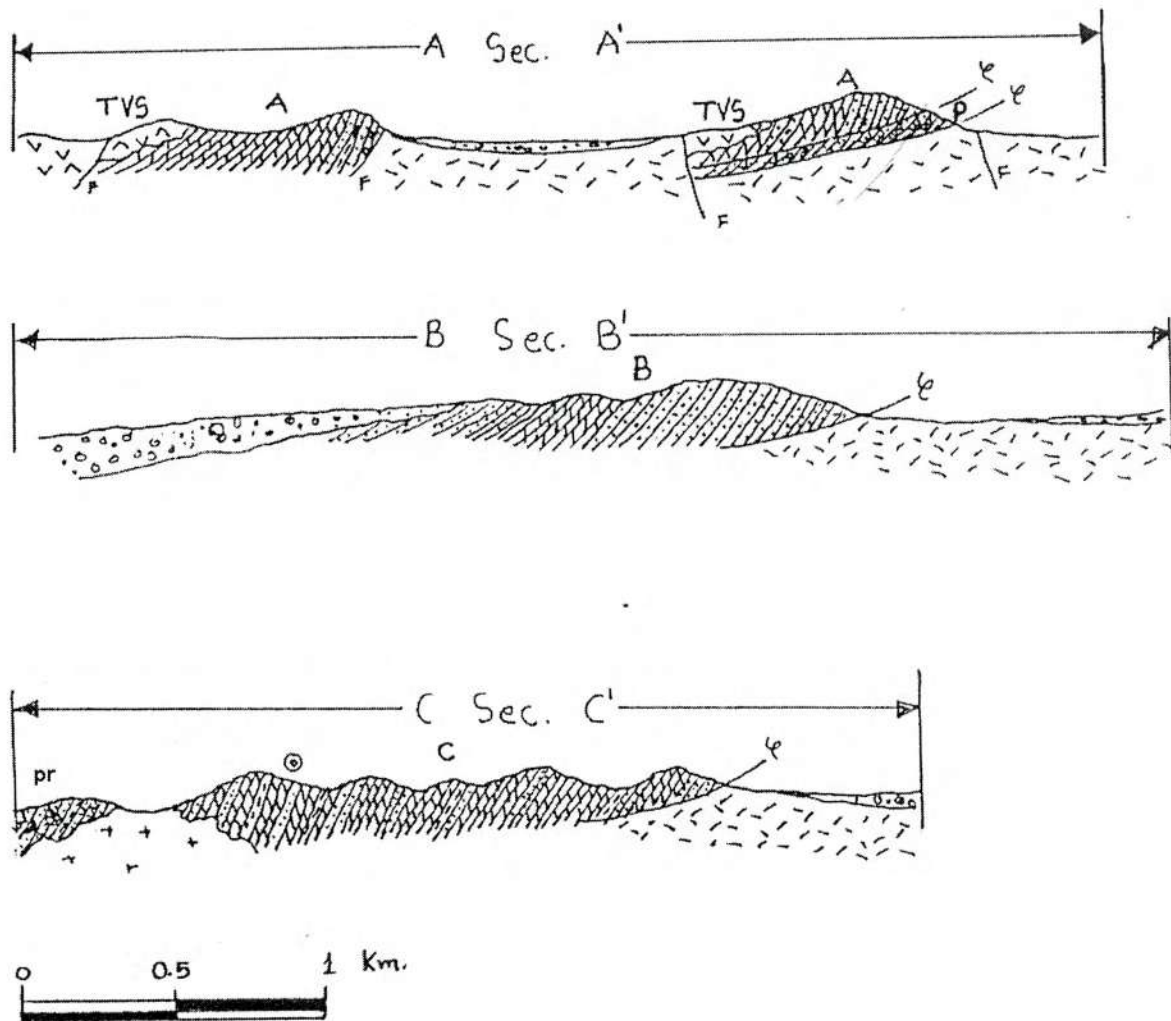 A Sec. A'
TVS A TVS A φ
P φ
F F F F
B Sec. B'
B φ
C Sec. C'
pr C φ
0 0.5 1 Km.